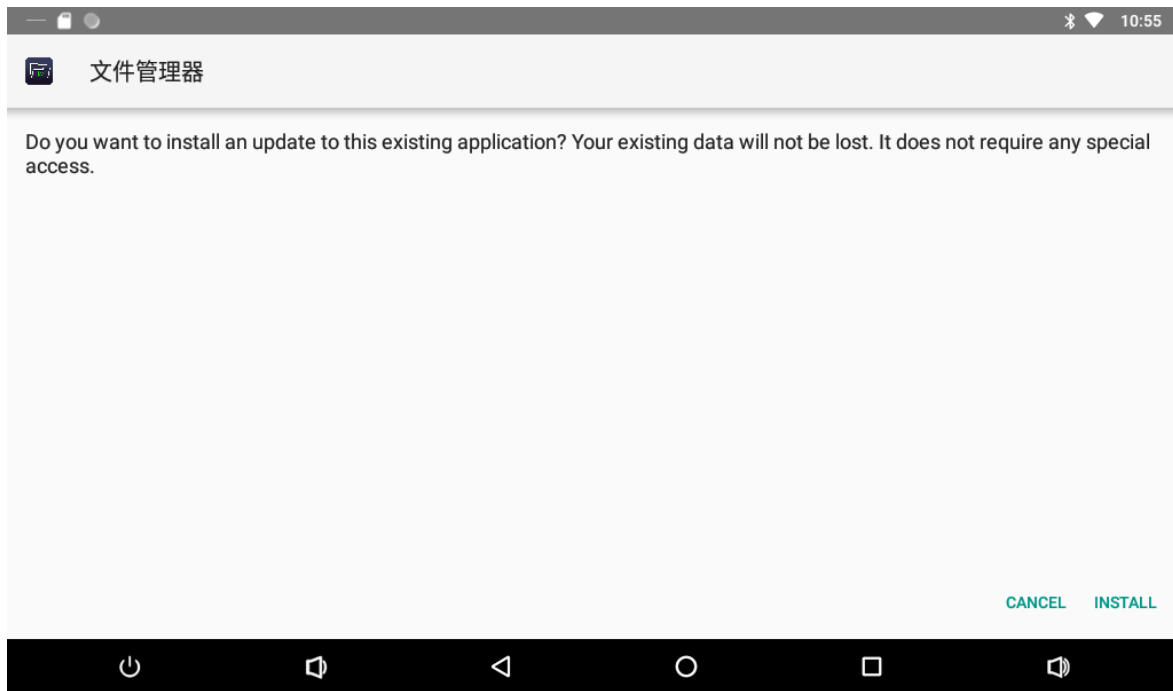 10:55
文件管理器
Do you want to install an update to this existing application? Your existing data will not be lost. It does not require any special
access.
CANCEL INSTALL